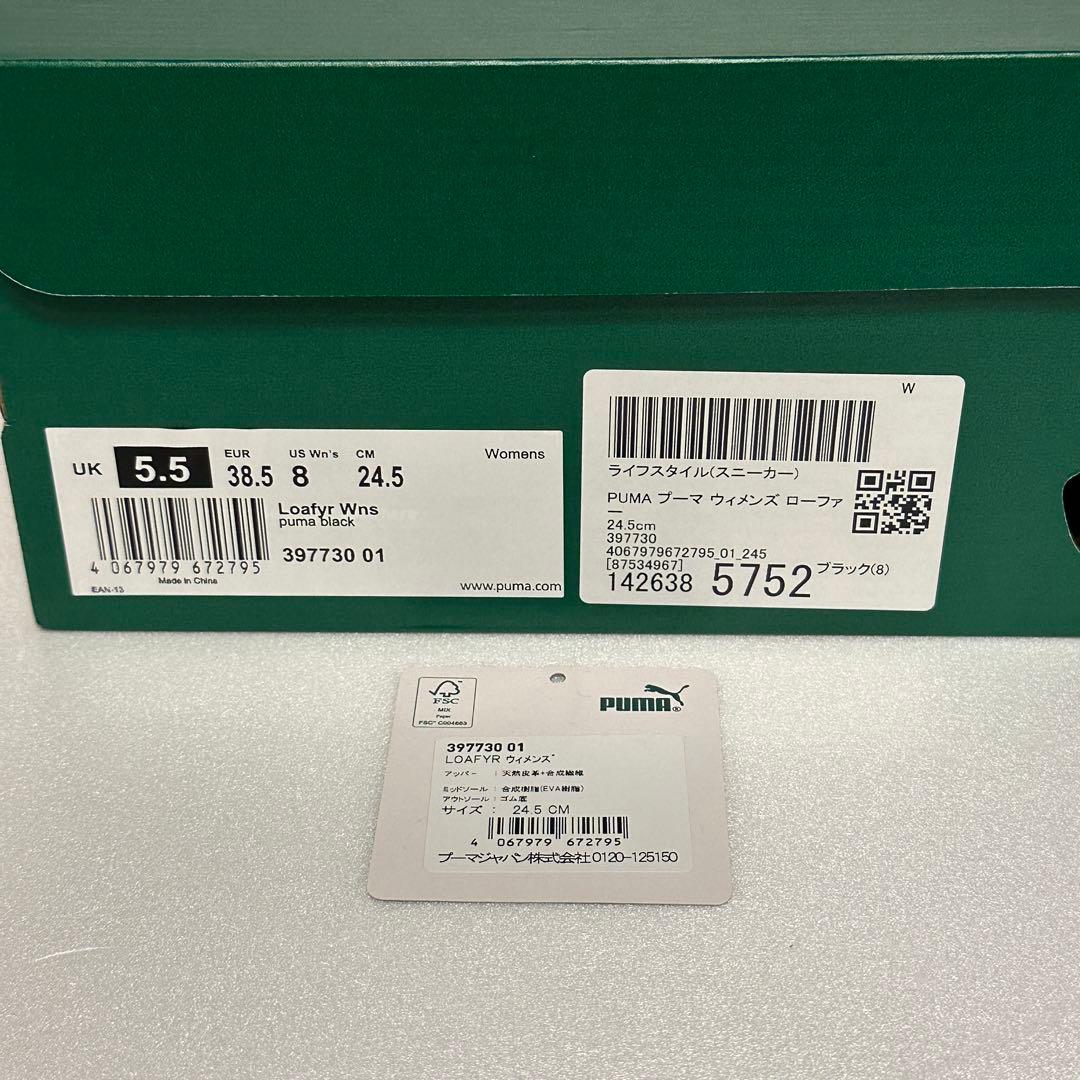 UK 5.5 EUR 38.5 US Wn's 8 CM 24.5 Womens
Loafyr Wns
puma black
397730 01
4 067979 672795
Made in China
EAN-13
www.puma.com
W
ライフスタイル(スニーカー)
PUMA プーマ ウィメンズ ローファ
ー
24.5cm
397730
4067979672795_01_245
[87534967]
142638 5752 ブラック(8)
FSC
MIX
Paper
FSC™ C004663
PUMA®
397730 01
LOAFYR ウィメンズ
アッパー : 天然皮革+合成繊維
ミッドソール : 合成樹脂(EVA樹脂)
アウトソール : ゴム底
サイズ : 24.5 CM
4 067979 672795
プーマジャパン株式会社 0120-125150